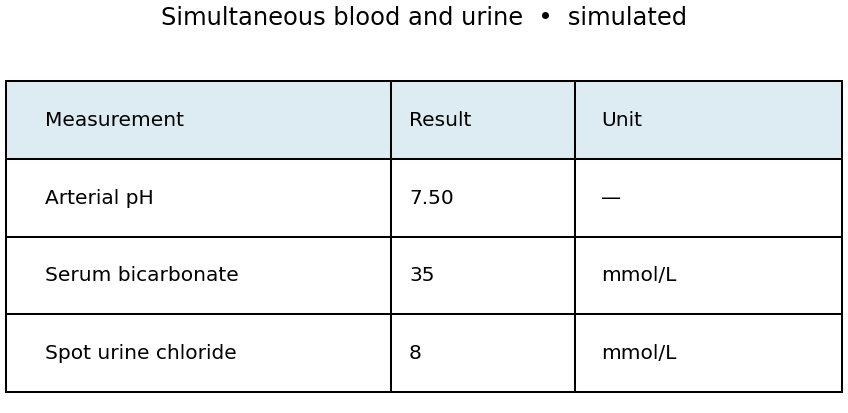 Simultaneous blood and urine • simulated
Measurement Result Unit
Arterial pH 7.50 —
Serum bicarbonate 35 mmol/L
Spot urine chloride 8 mmol/L